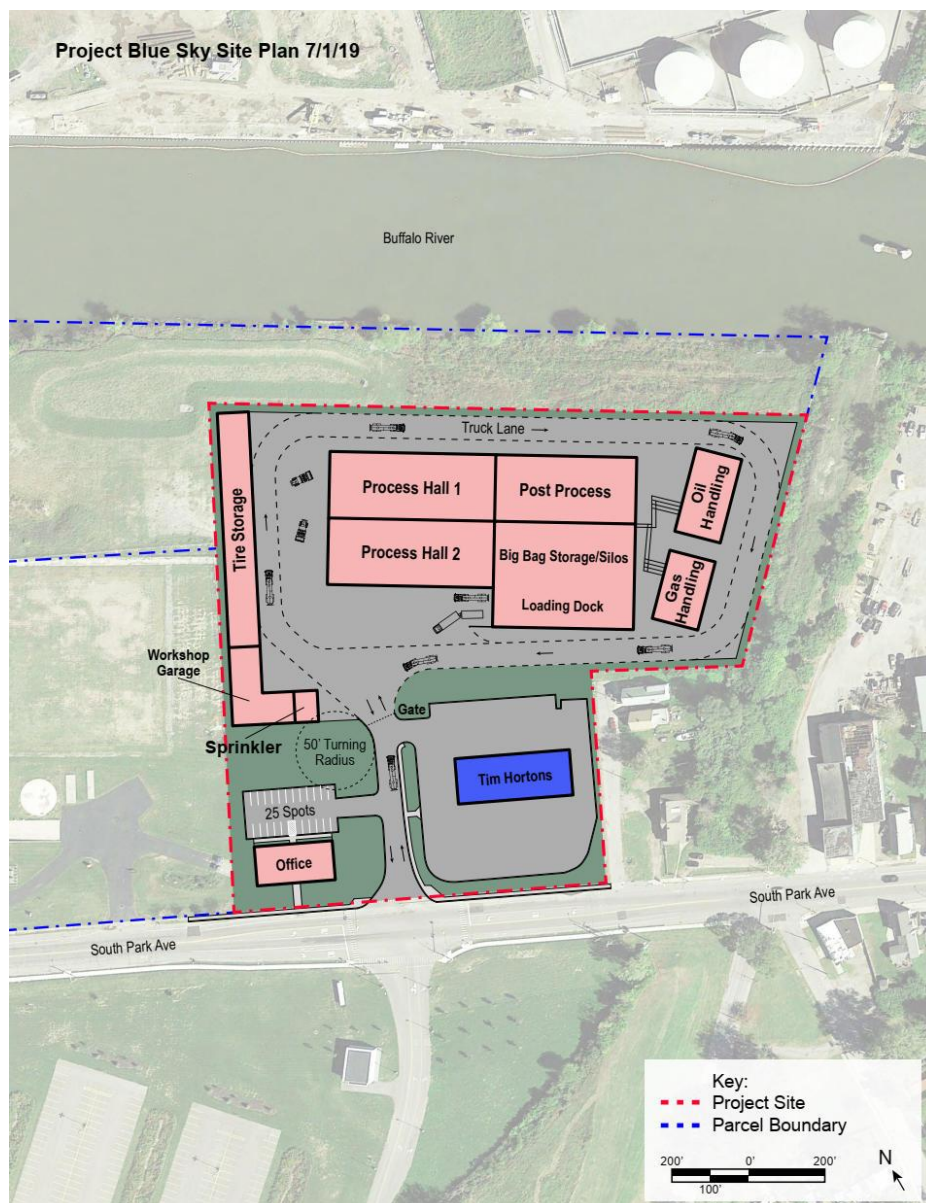 Project Blue Sky Site Plan 7/1/19
Buffalo River
Truck Lane
Process Hall 1
Post Process
Oil
Handling
Tire Storage
Process Hall 2
Big Bag Storage/Silos
Loading Dock
Gas
Handling
Workshop
Garage
Sprinkler
Gate
50' Turning
Radius
Tim Hortons
25 Spots
Office
South Park Ave
South Park Ave
Key:
Project Site
Parcel Boundary
200' 0' 200'
100'
N